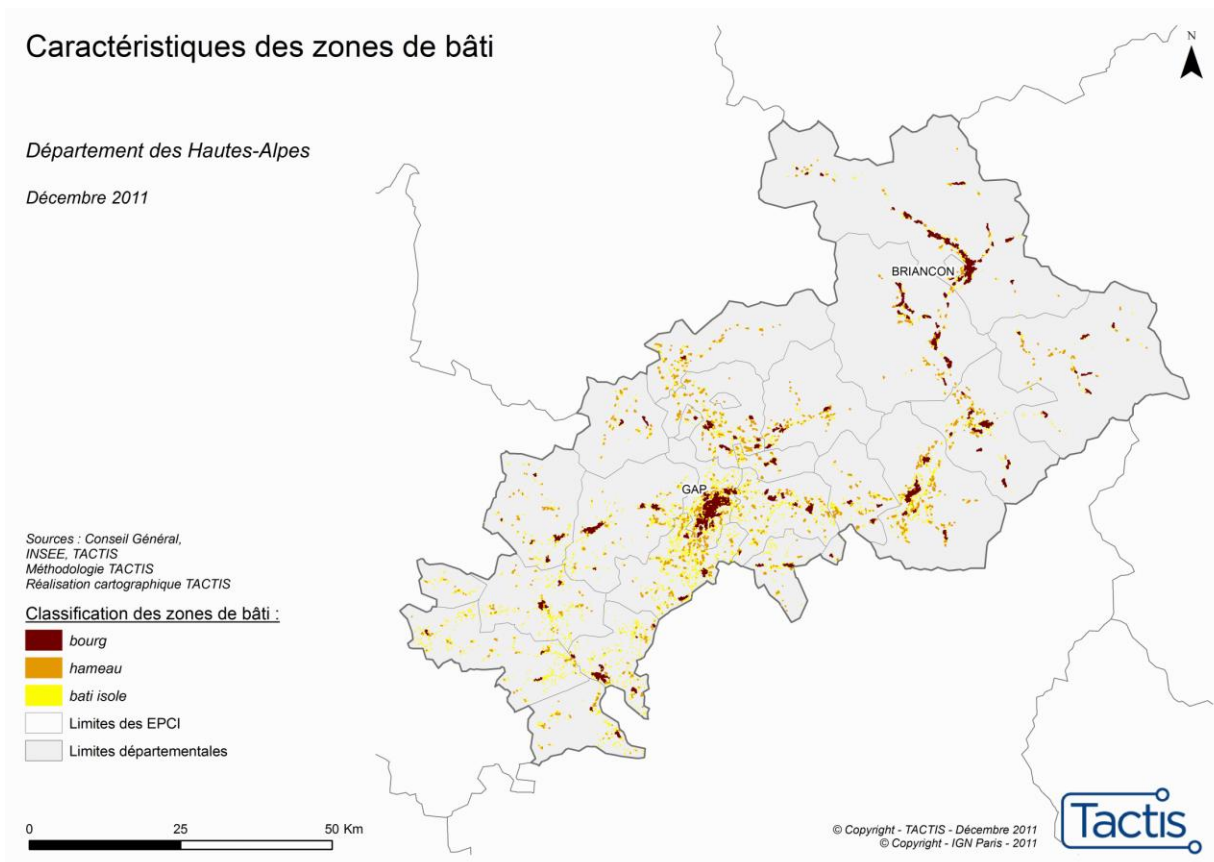 Caractéristiques des zones de bâti
N
Département des Hautes-Alpes
Décembre 2011
BRIANCON
GAP
Sources : Conseil Général,
INSEE, TACTIS
Méthodologie TACTIS
Réalisation cartographique TACTIS
Classification des zones de bâti :
bourg
hameau
bati isole
Limites des EPCI
Limites départementales
0 25 50 Km
© Copyright - TACTIS - Décembre 2011
© Copyright - IGN Paris - 2011
Tactis